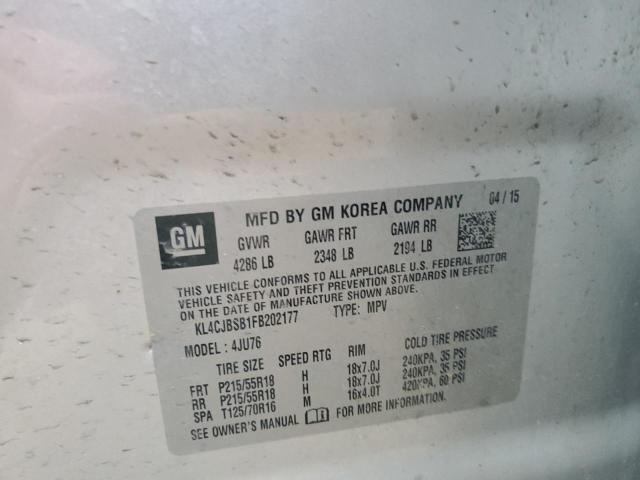 GM
MFD BY GM KOREA COMPANY 04/15
GVWR GAWR FRT GAWR RR
4286 LB 2348 LB 2194 LB
THIS VEHICLE CONFORMS TO ALL APPLICABLE U.S. FEDERAL MOTOR
VEHICLE SAFETY AND THEFT PREVENTION STANDARDS IN EFFECT
ON THE DATE OF MANUFACTURE SHOWN ABOVE.
KL4CJBSB1FB202177 TYPE: MPV
MODEL: 4JU76
TIRE SIZE SPEED RTG RIM COLD TIRE PRESSURE
FRT P215/55R18 H 18x7.0J 240KPA, 35 PSI
RR P215/55R18 H 18x7.0J 240KPA, 35 PSI
SPA T125/70R16 M 16x4.0T 420KPA, 60 PSI
SEE OWNER'S MANUAL FOR MORE INFORMATION.